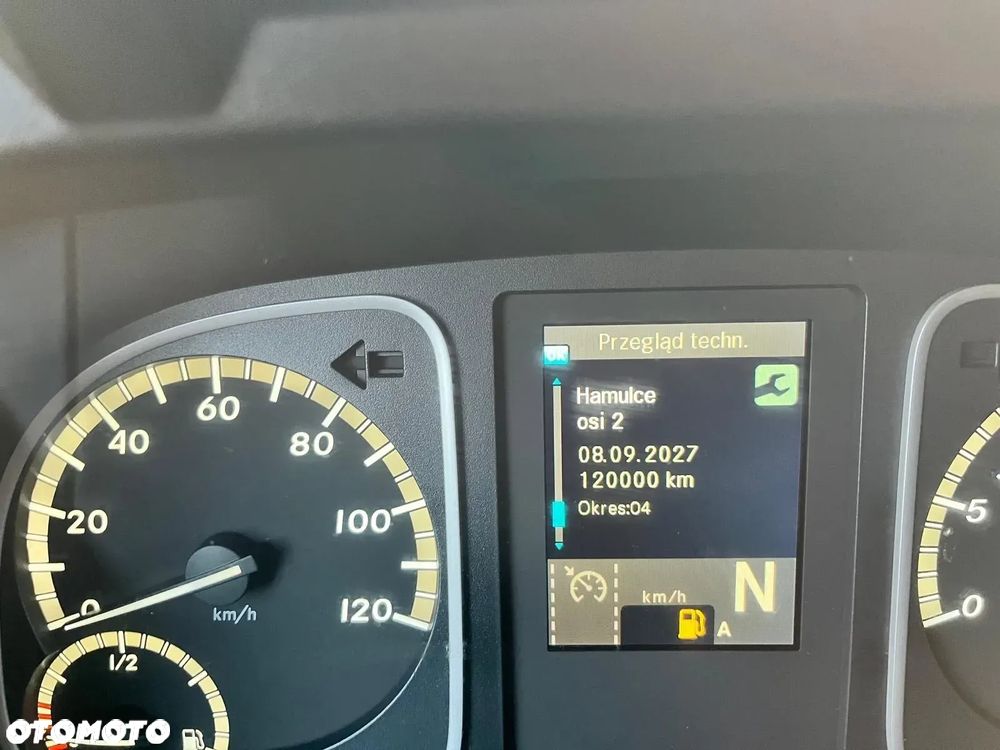 Przegląd techn.
OK
Hamulce
osi 2
08.09.2027
120000 km
Okres:04
km/h
N
A
0
20
40
60
80
100
120
km/h
1/2
5
0
OTOMOTO